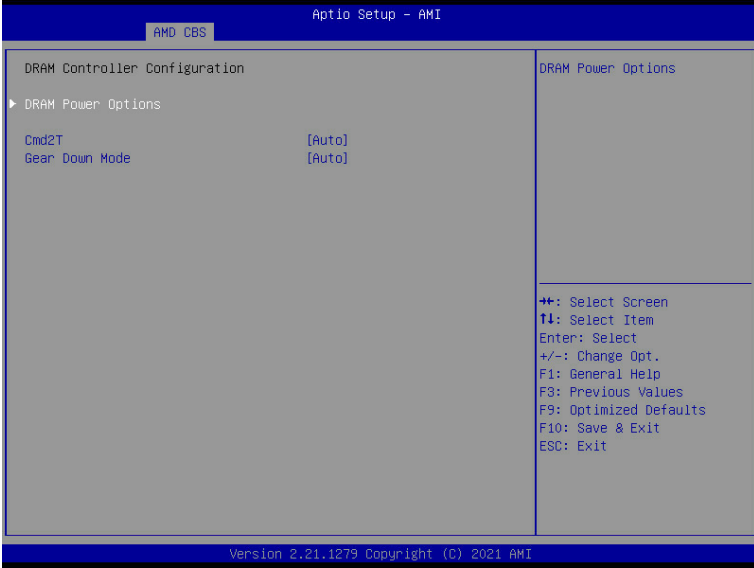 Aptio Setup - AMI
AMD CBS
DRAM Controller Configuration
DRAM Power Options
Cmd2T [Auto]
Gear Down Mode [Auto]
DRAM Power Options
→←: Select Screen
↑↓: Select Item
Enter: Select
+/-: Change Opt.
F1: General Help
F3: Previous Values
F9: Optimized Defaults
F10: Save & Exit
ESC: Exit
Version 2.21.1279 Copyright (C) 2021 AMI